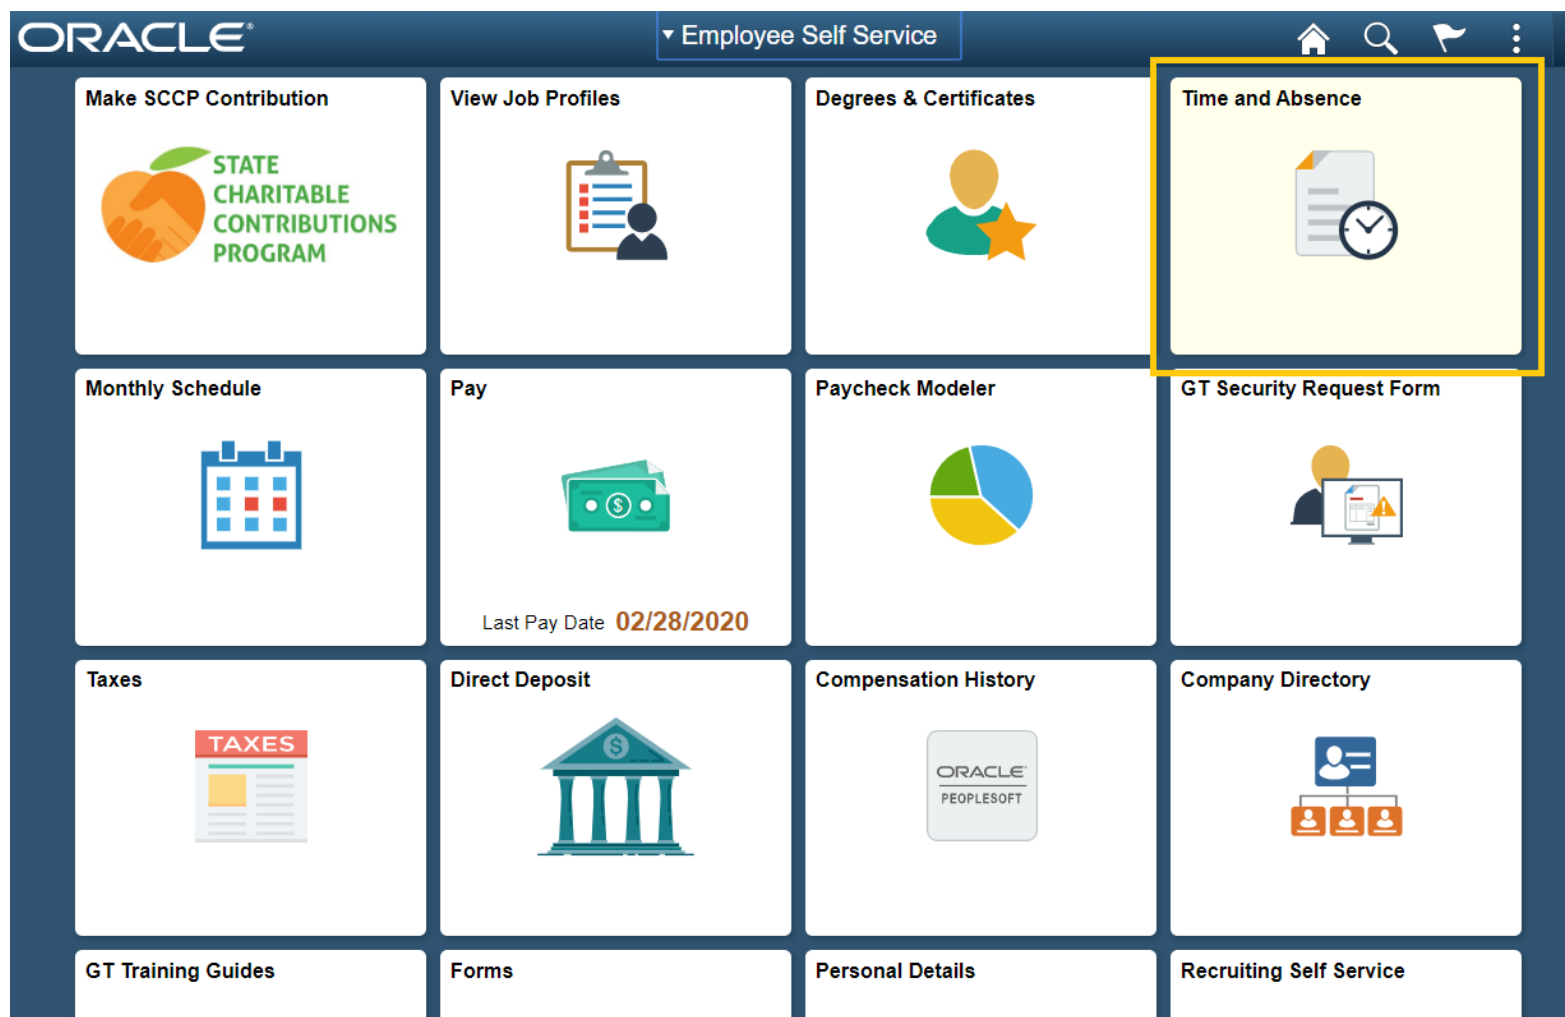 ORACLE
Employee Self Service
Make SCCP Contribution
STATE
CHARITABLE
CONTRIBUTIONS
PROGRAM
View Job Profiles
Degrees & Certificates
Time and Absence
Monthly Schedule
Pay
$
Last Pay Date 02/28/2020
Paycheck Modeler
GT Security Request Form
Taxes
TAXES
Direct Deposit
$
Compensation History
ORACLE
PEOPLESOFT
Company Directory
GT Training Guides
Forms
Personal Details
Recruiting Self Service